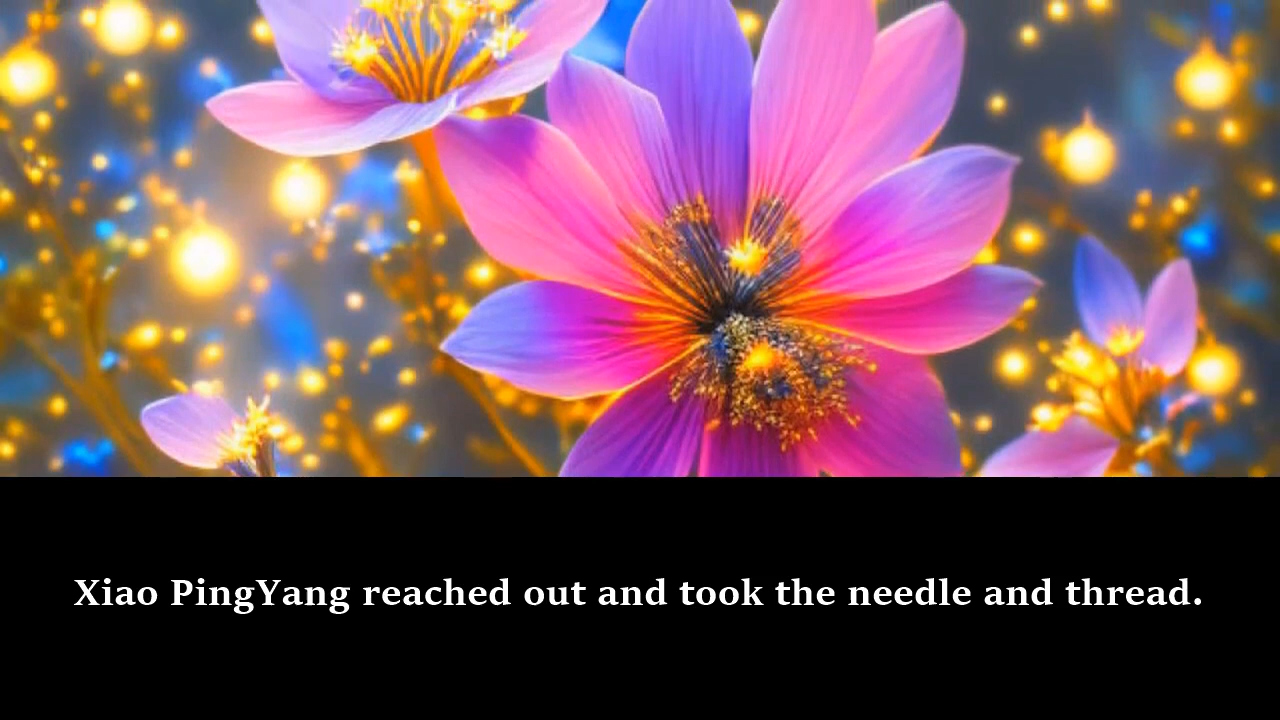 Xiao PingYang reached out and took the needle and thread.